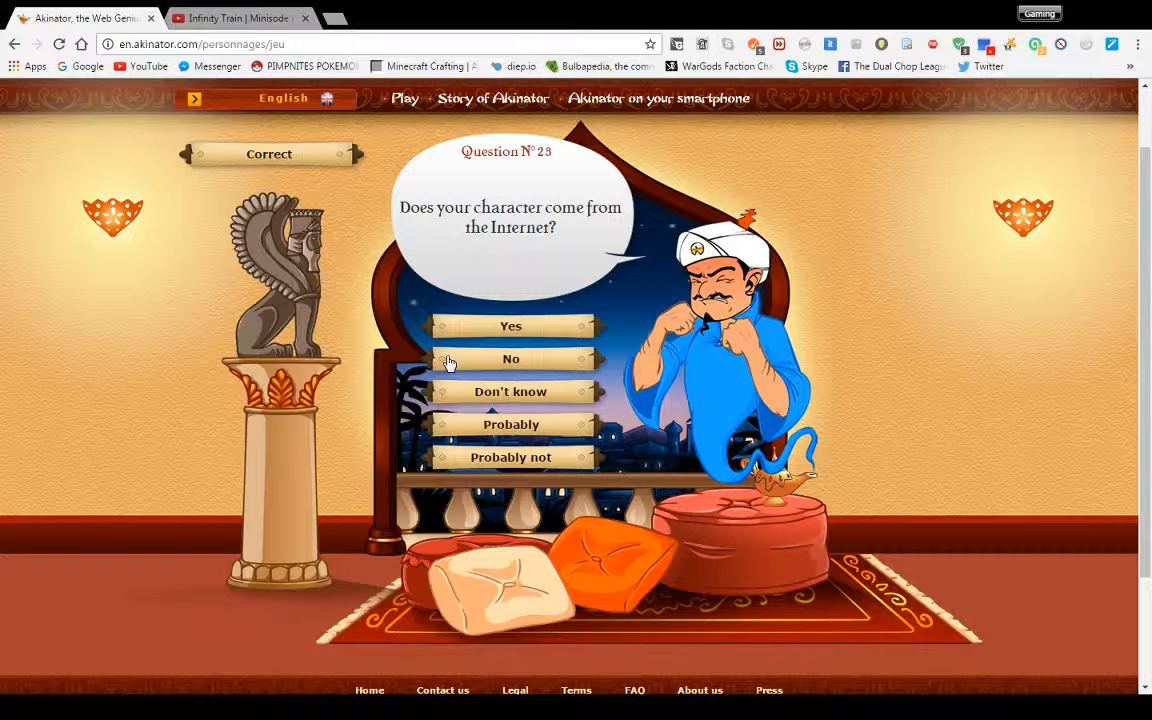 Akinator, the Web Geniu
Infinity Train | Minisode
Gaming
en.akinator.com/personnages/jeu
Apps
Google
YouTube
Messenger
PIMPNITES POKEMO
Minecraft Crafting
diep.io
Bulbapedia, the com
WarGods Faction Cha
Skype
The Dual Chop Leagu
Twitter
English
Play
Story of Akinator
Akinator on your smartphone
Correct
Question N° 23
Does your character come from
the Internet?
Yes
No
Don't know
Probably
Probably not
Home
Contact us
Legal
Terms
FAQ
About us
Press